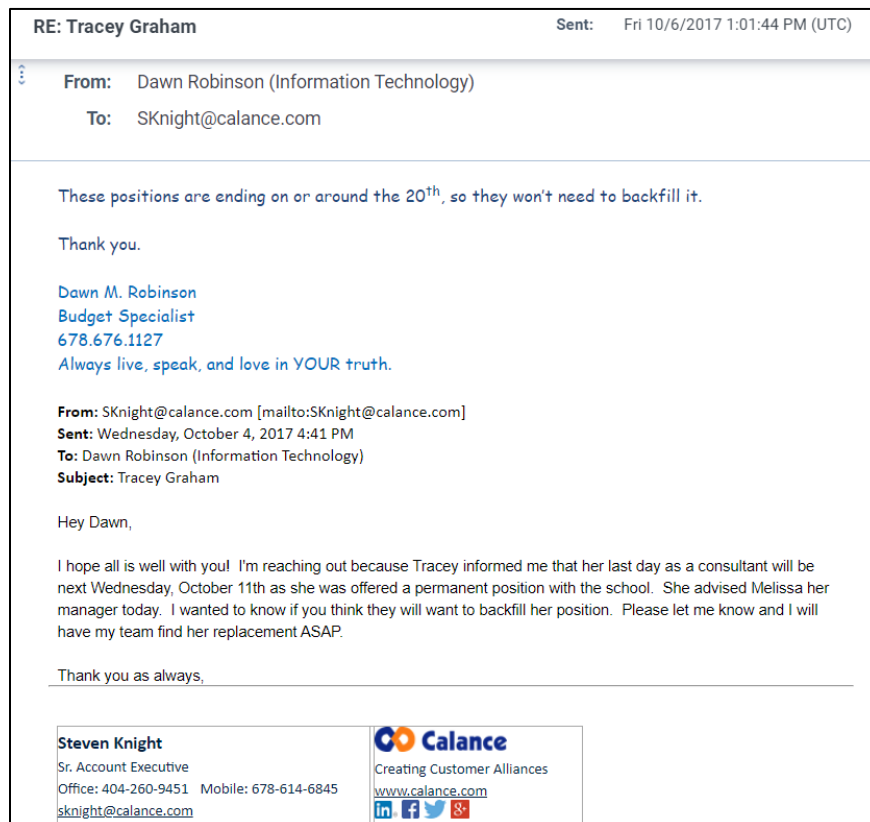 RE: Tracey Graham Sent: Fri 10/6/2017 1:01:44 PM (UTC)
From: Dawn Robinson (Information Technology)
To: SKnight@calance.com
These positions are ending on or around the 20th, so they won't need to backfill it.
Thank you.
Dawn M. Robinson
Budget Specialist
678.676.1127
Always live, speak, and love in YOUR truth.
From: SKnight@calance.com [mailto:SKnight@calance.com]
Sent: Wednesday, October 4, 2017 4:41 PM
To: Dawn Robinson (Information Technology)
Subject: Tracey Graham
Hey Dawn,
I hope all is well with you! I'm reaching out because Tracey informed me that her last day as a consultant will be
next Wednesday, October 11th as she was offered a permanent position with the school. She advised Melissa her
manager today. I wanted to know if you think they will want to backfill her position. Please let me know and I will
have my team find her replacement ASAP.
Thank you as always,
Steven Knight
Sr. Account Executive
Office: 404-260-9451 Mobile: 678-614-6845
sknight@calance.com
Calance
Creating Customer Alliances
www.calance.com
in f g+